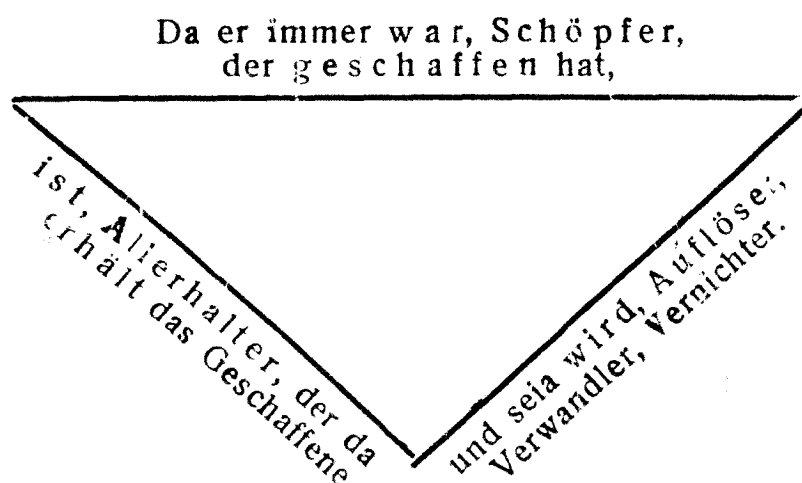 Da er immer war, Schöpfer,
der geschaffen hat,
ist, Allerhalter, der da
erhält das Geschaffene
und sein wird, Auflöser,
Verwandler, Vernichter.